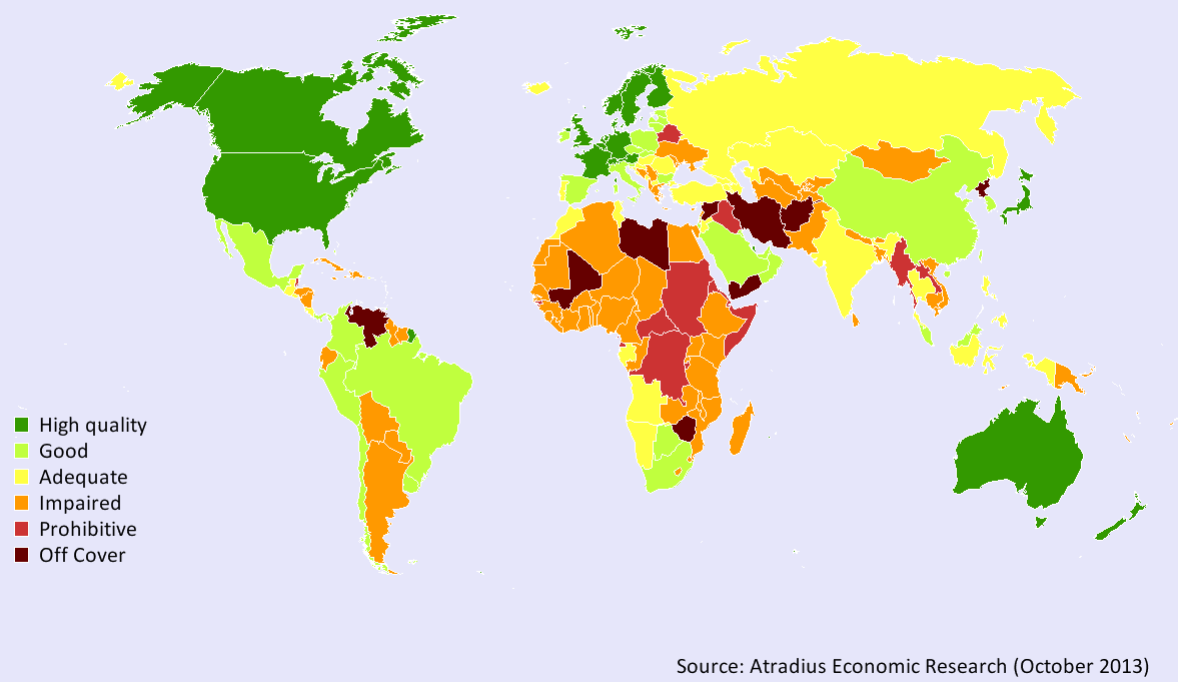 High quality
Good
Adequate
Impaired
Prohibitive
Off Cover
Source: Atradius Economic Research (October 2013)